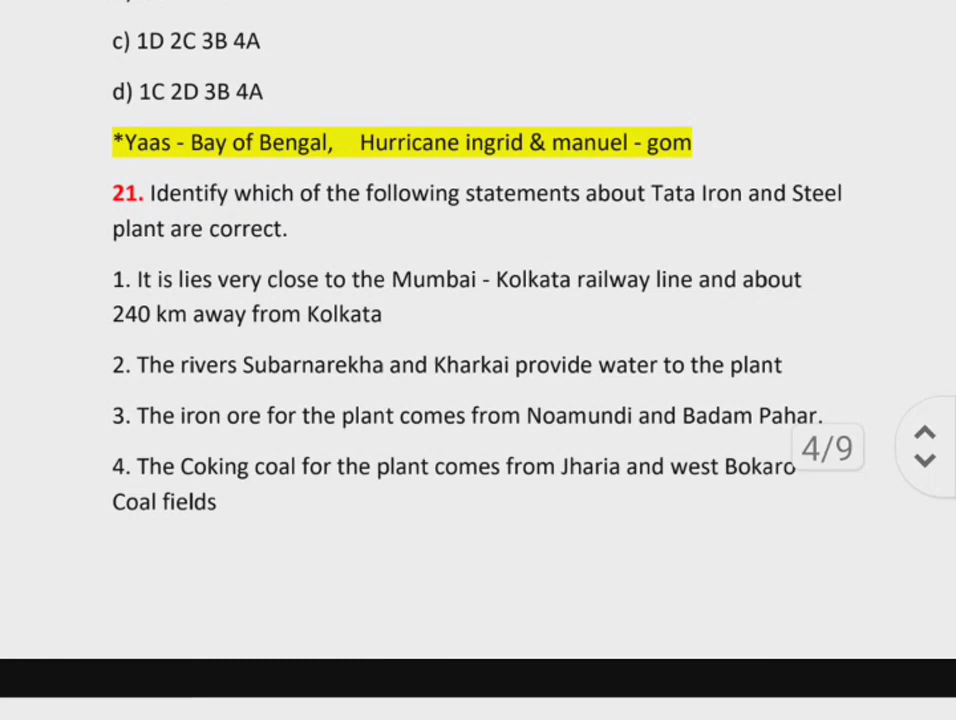 c) 1D 2C 3B 4A
d) 1C 2D 3B 4A
*Yaas - Bay of Bengal, Hurricane ingrid & manuel - gom
21. Identify which of the following statements about Tata Iron and Steel
plant are correct.
1. It is lies very close to the Mumbai - Kolkata railway line and about
240 km away from Kolkata
2. The rivers Subarnarekha and Kharkai provide water to the plant
3. The iron ore for the plant comes from Noamundi and Badam Pahar.
4/9
4. The Coking coal for the plant comes from Jharia and west Bokaro
Coal fields